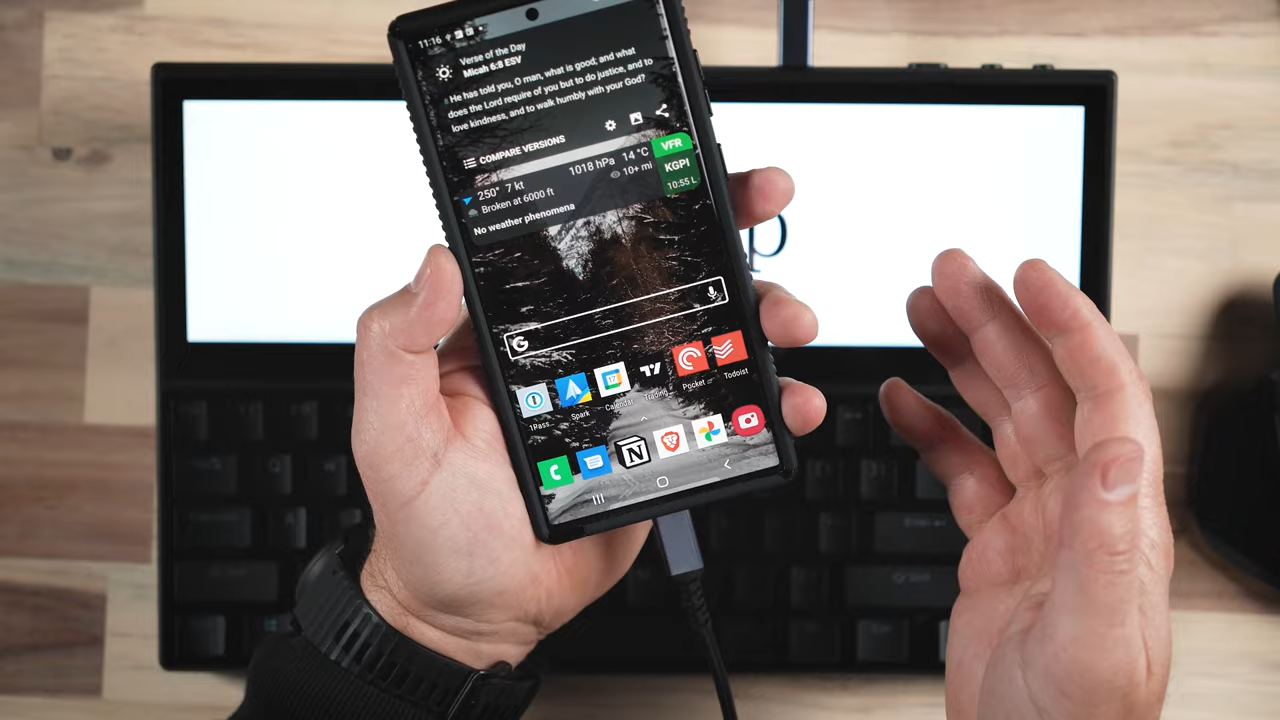 11:16
Verse of the Day
Micah 6:8 ESV
He has told you, O man, what is good; and what
does the Lord require of you but to do justice, and to
love kindness, and to walk humbly with your God?
COMPARE VERSIONS
250° 7 kt 1018 hPa 14 °C VFR
Broken at 6000 ft 10+ mi KGPI
No weather phenomena 10:55 L
G
1Pass... Spark Calendar Trading... Pocket ... Todoist
17
N
p